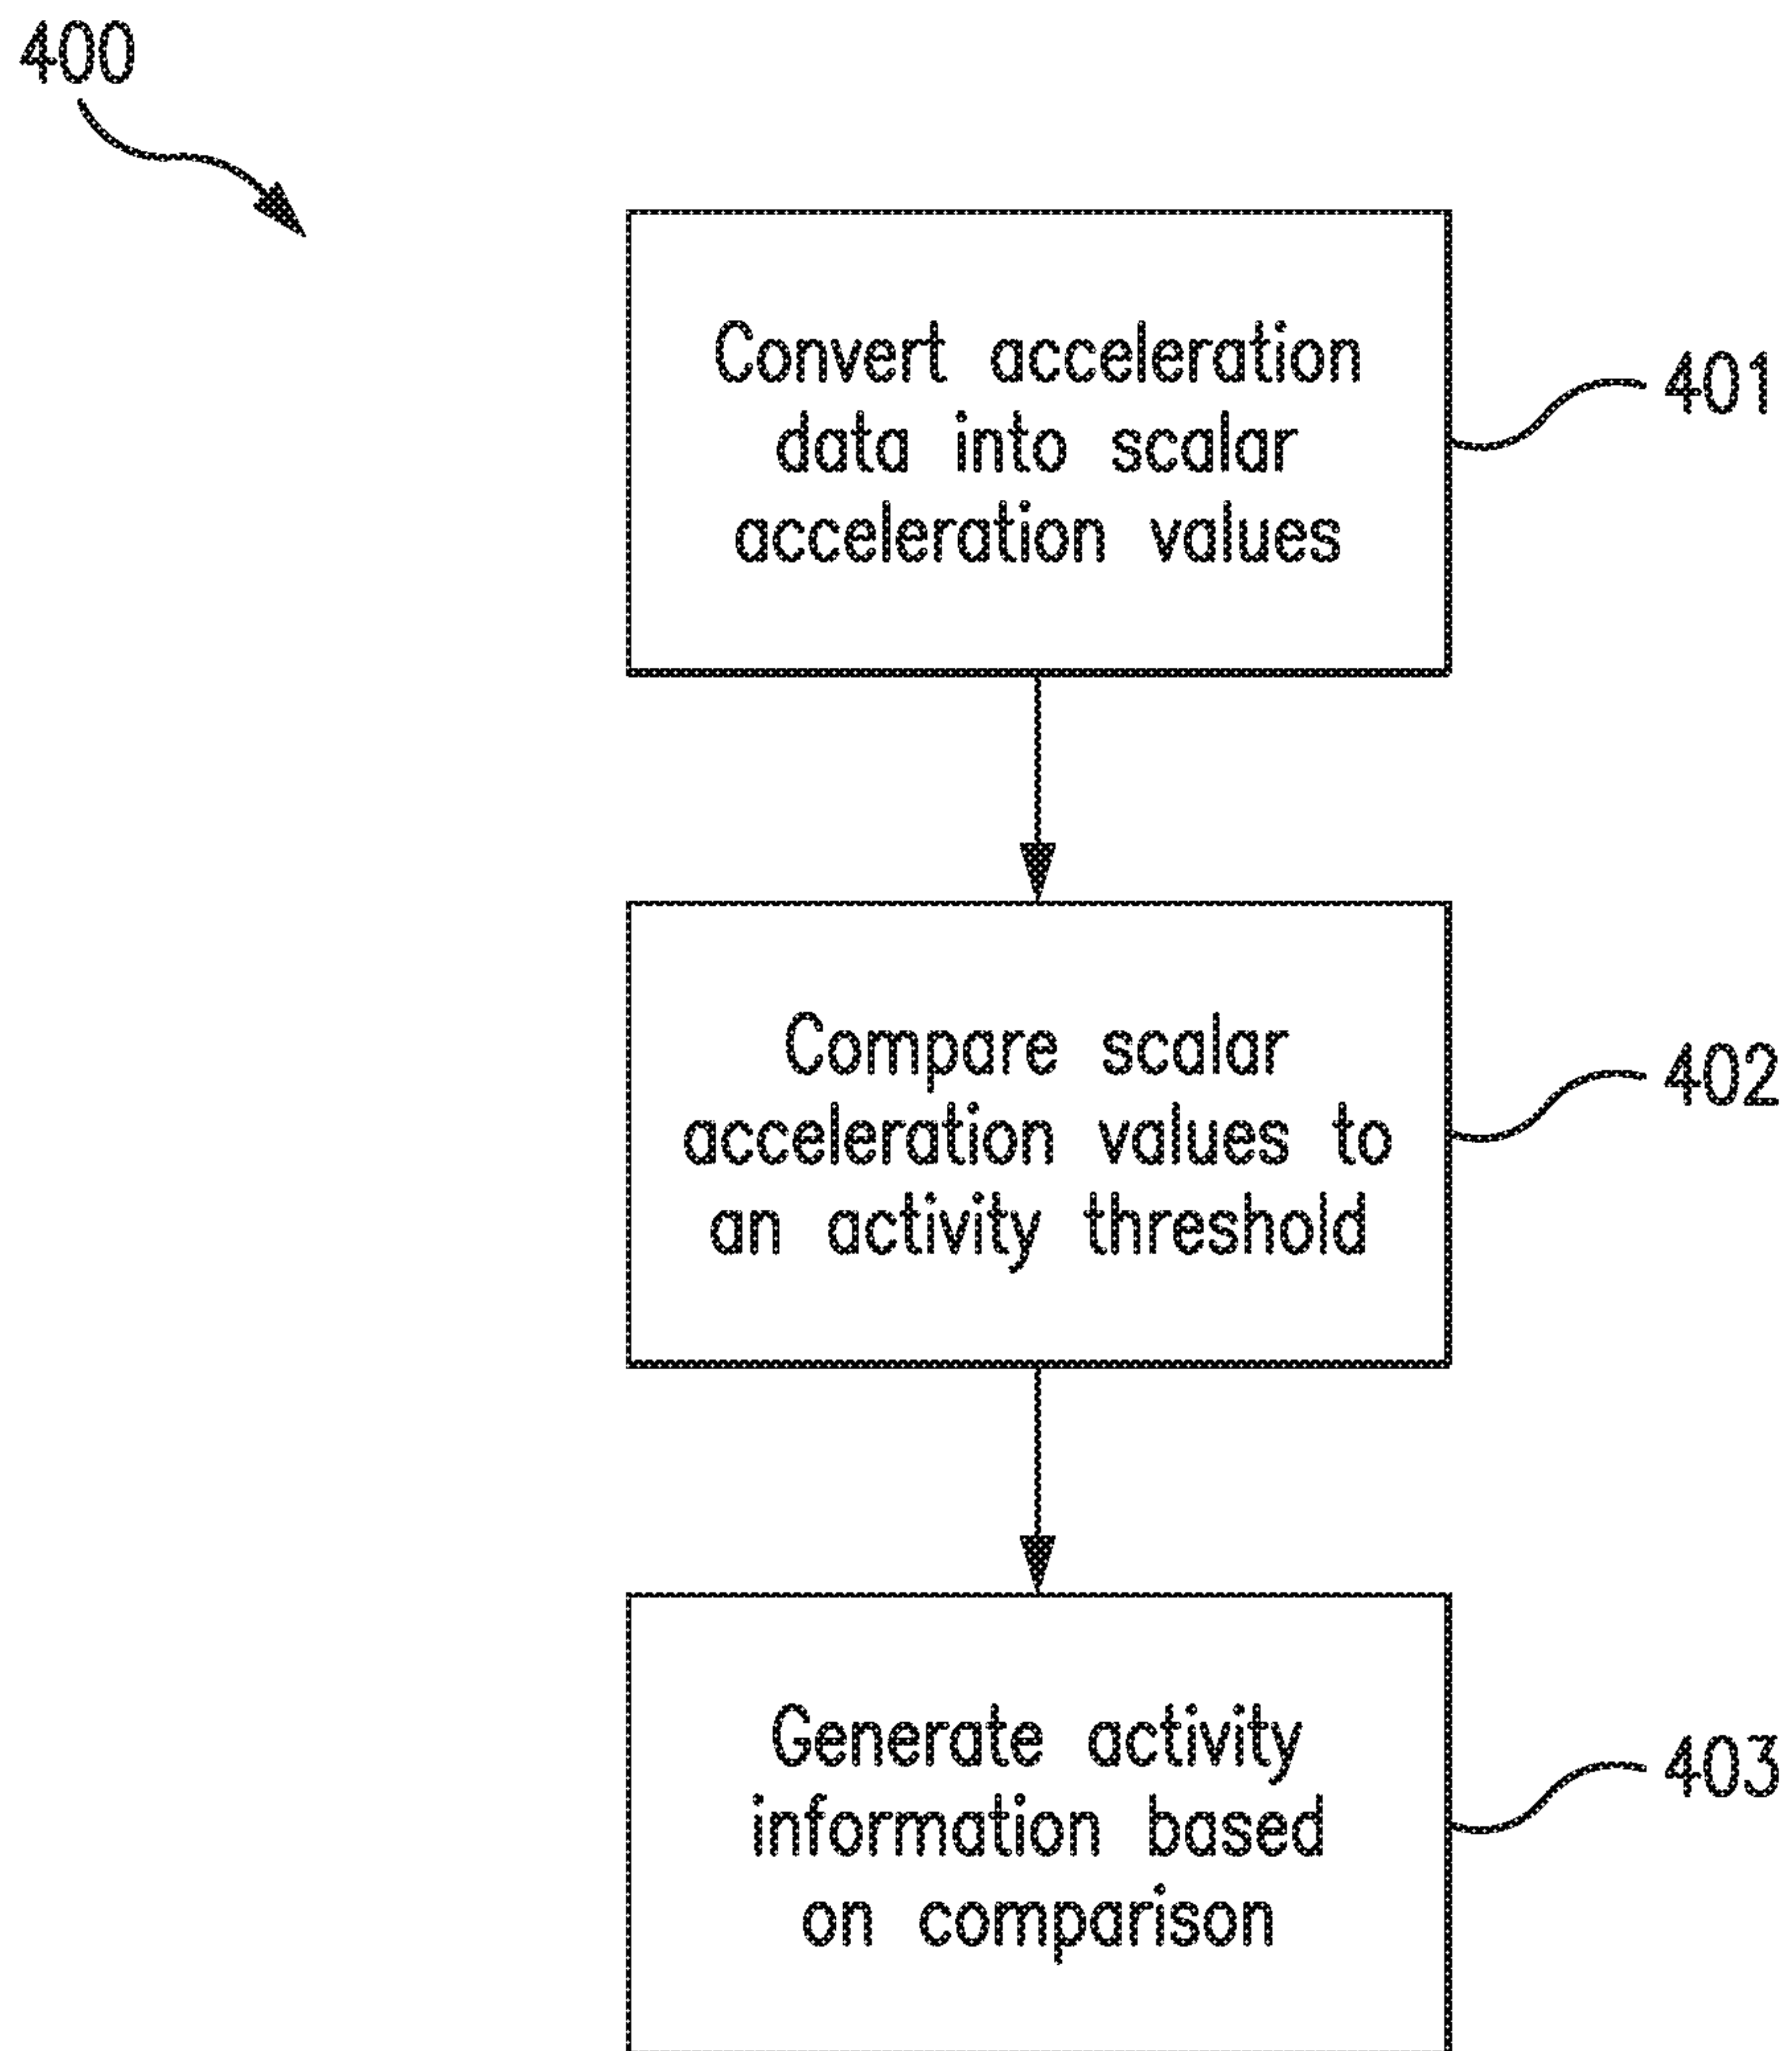 400
Convert acceleration
data into scalar
acceleration values
401
Compare scalar
acceleration values to
an activity threshold
402
Generate activity
information based
on comparison
403